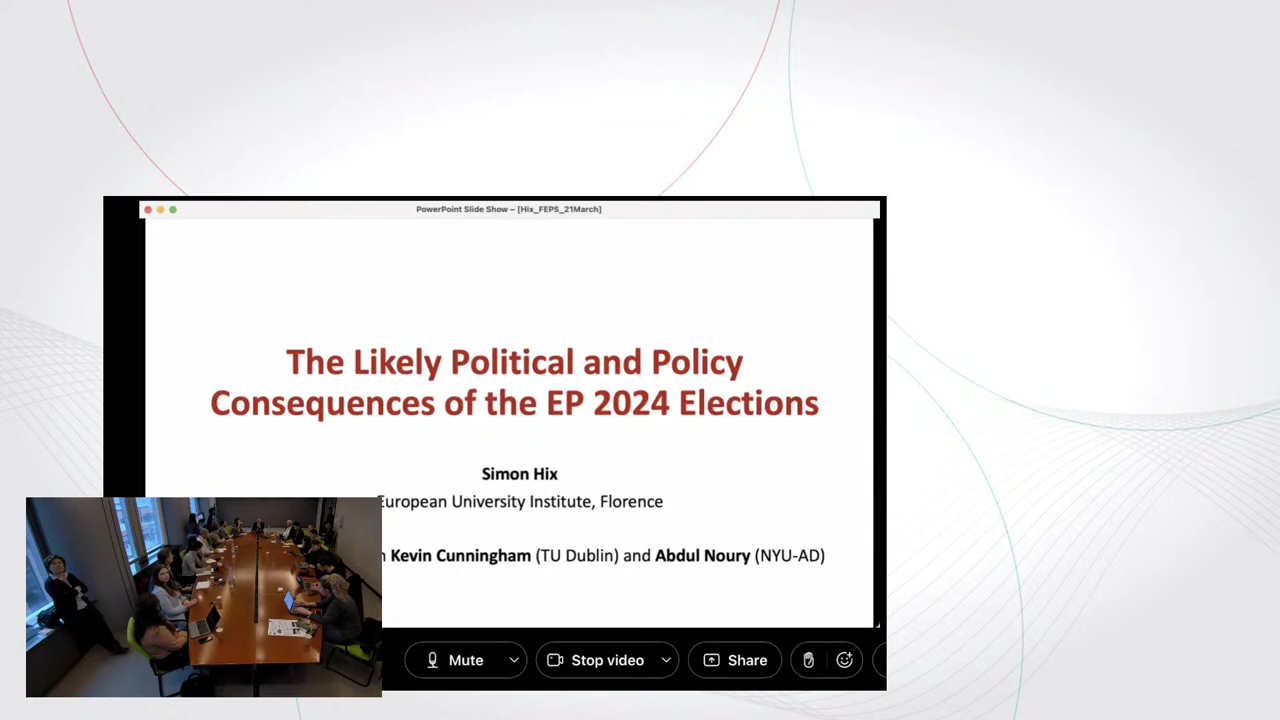 PowerPoint Slide Show – [Hix_FEPS_21March]
The Likely Political and Policy
Consequences of the EP 2024 Elections
Simon Hix
European University Institute, Florence
Kevin Cunningham (TU Dublin) and Abdul Noury (NYU-AD)
Mute
Stop video
Share